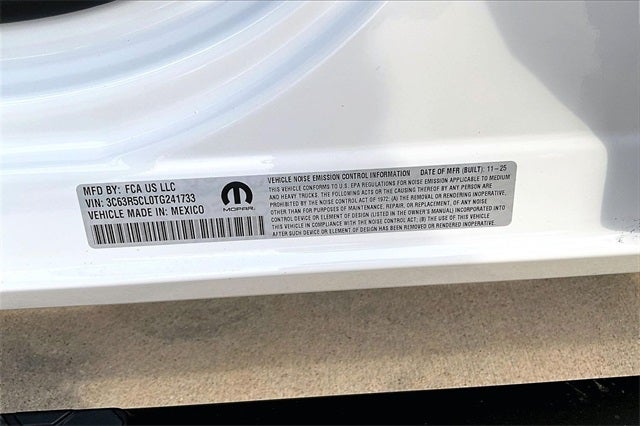 MFD BY: FCA US LLC
VIN: 3C63R5CL0TG241733
VEHICLE MADE IN: MEXICO
MOPAR
VEHICLE NOISE EMISSION CONTROL INFORMATION DATE OF MFR (BUILT): 11-25
THIS VEHICLE CONFORMS TO U.S. EPA REGULATIONS FOR NOISE EMISSION APPLICABLE TO MEDIUM
AND HEAVY TRUCKS. THE FOLLOWING ACTS OR THE CAUSING THEREOF BY ANY PERSON ARE
PROHIBITED BY THE NOISE CONTROL ACT OF 1972: (A) THE REMOVAL OR RENDERING INOPERATIVE,
OTHER THAN FOR PURPOSES OF MAINTENANCE, REPAIR, OR REPLACEMENT, OF ANY NOISE
CONTROL DEVICE OR ELEMENT OF DESIGN (LISTED IN THE OWNER'S MANUAL) INCORPORATED INTO
THIS VEHICLE IN COMPLIANCE WITH THE NOISE CONTROL ACT; (B) THE USE OF THIS VEHICLE
AFTER SUCH DEVICE OR ELEMENT OF DESIGN HAS BEEN REMOVED OR RENDERED INOPERATIVE.